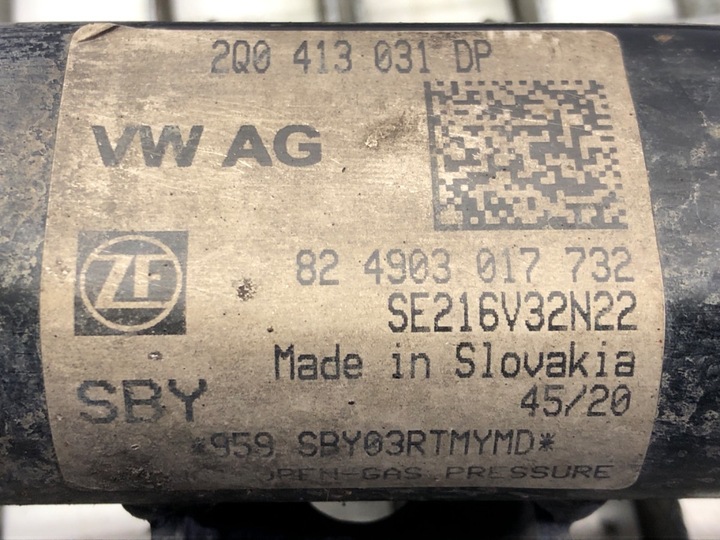 2Q0 413 031 DP
VW AG
ZF
82 4903 017 732
SE216V32N22
Made in Slovakia
SBY
45/20
*959 SBY03RTMYMD*
OPEN-GAS PRESSURE